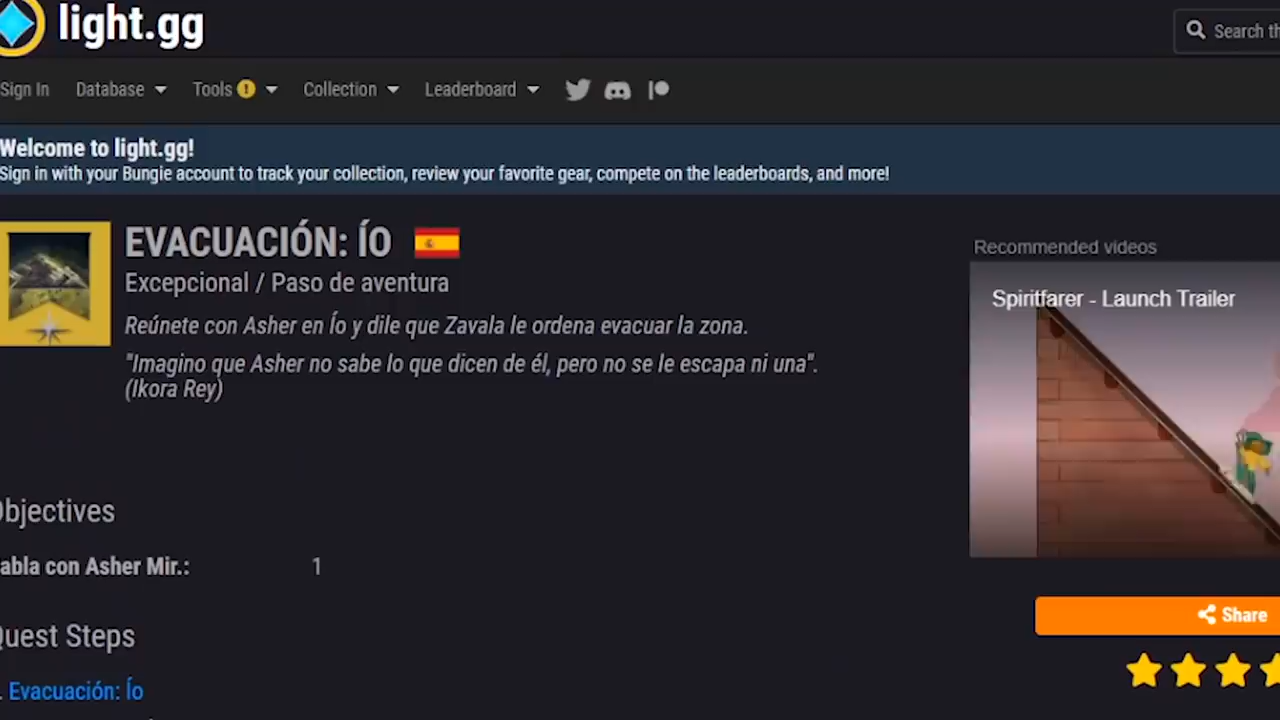 light.gg
Search th
Sign In Database Tools Collection Leaderboard
Welcome to light.gg!
Sign in with your Bungie account to track your collection, review your favorite gear, compete on the leaderboards, and more!
EVACUACIÓN: ÍO
Excepcional / Paso de aventura
Reúnete con Asher en Ío y dile que Zavala le ordena evacuar la zona.
"Imagino que Asher no sabe lo que dicen de él, pero no se le escapa ni una".
(Ikora Rey)
Recommended videos
Spiritfarer - Launch Trailer
Objectives
abla con Asher Mir.: 1
Share
Quest Steps
. Evacuación: Ío